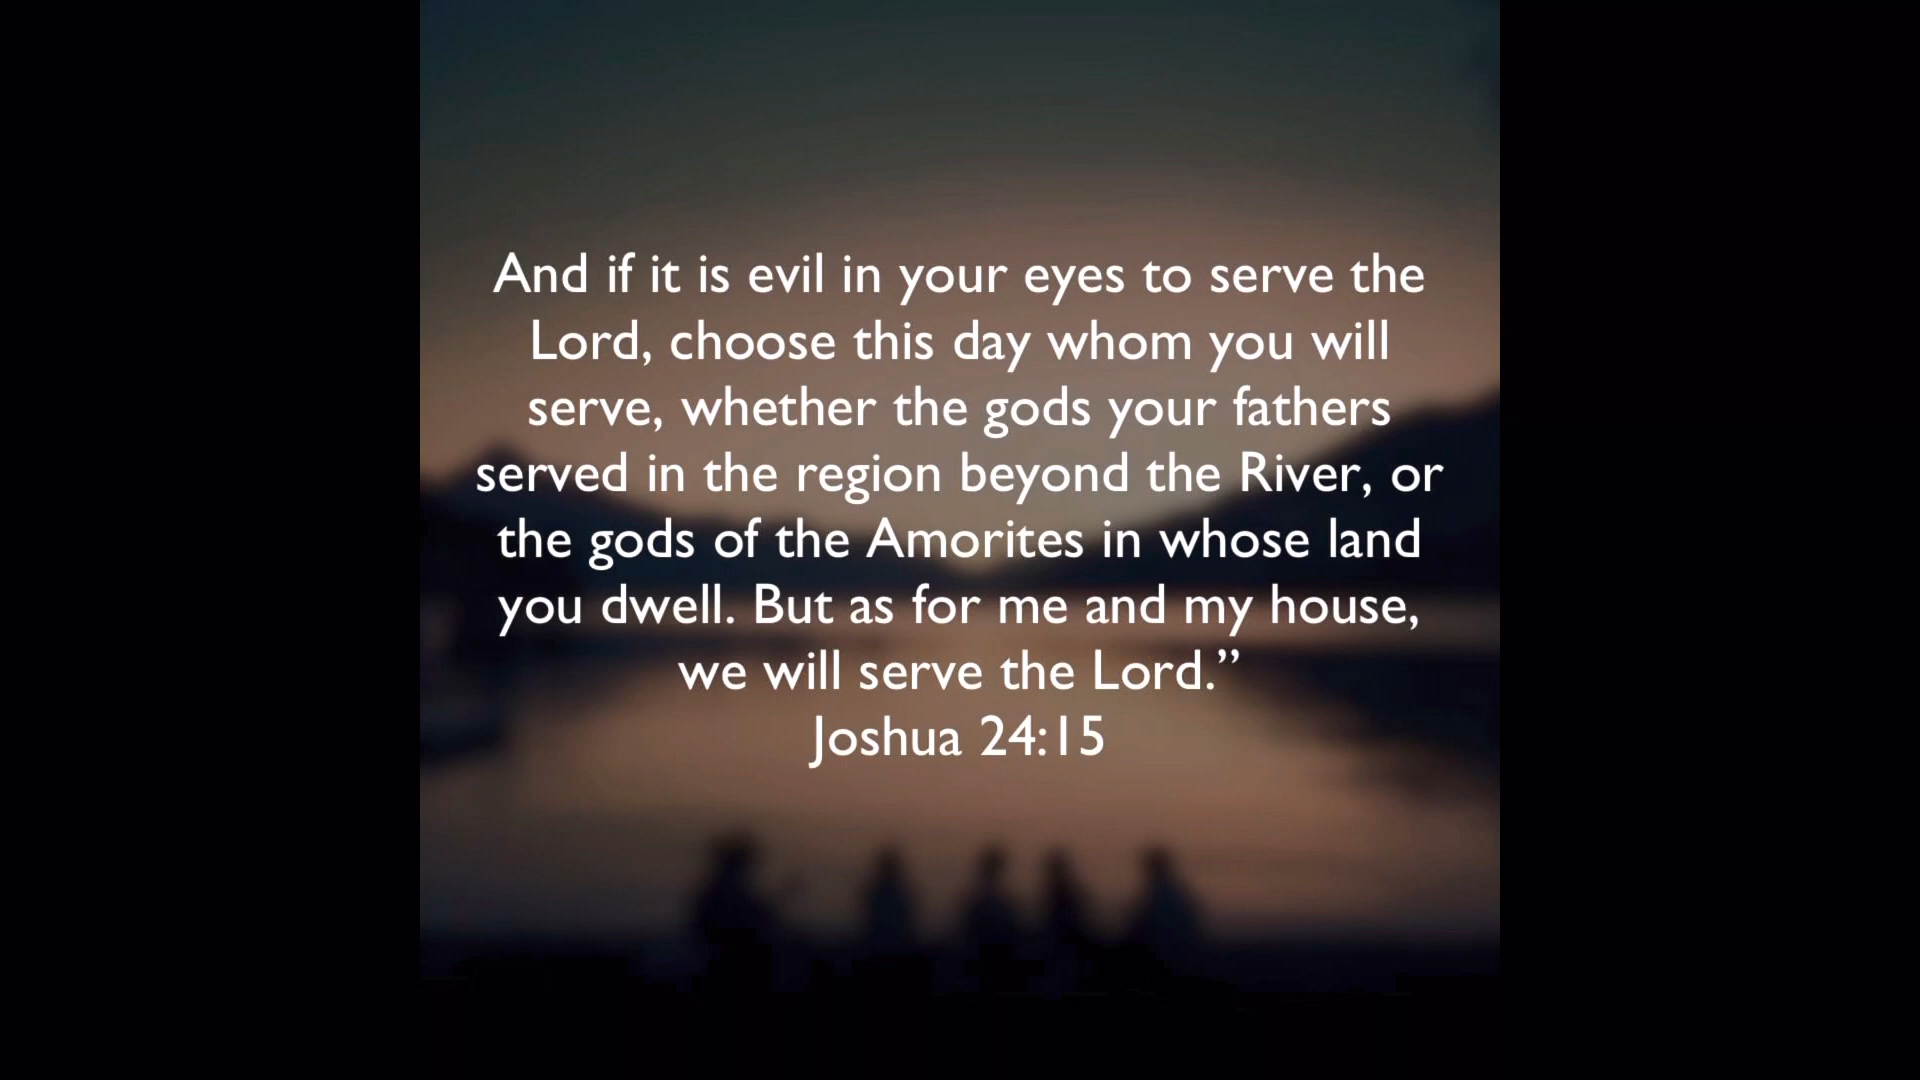 And if it is evil in your eyes to serve the
Lord, choose this day whom you will
serve, whether the gods your fathers
served in the region beyond the River, or
the gods of the Amorites in whose land
you dwell. But as for me and my house,
we will serve the Lord.”
Joshua 24:15